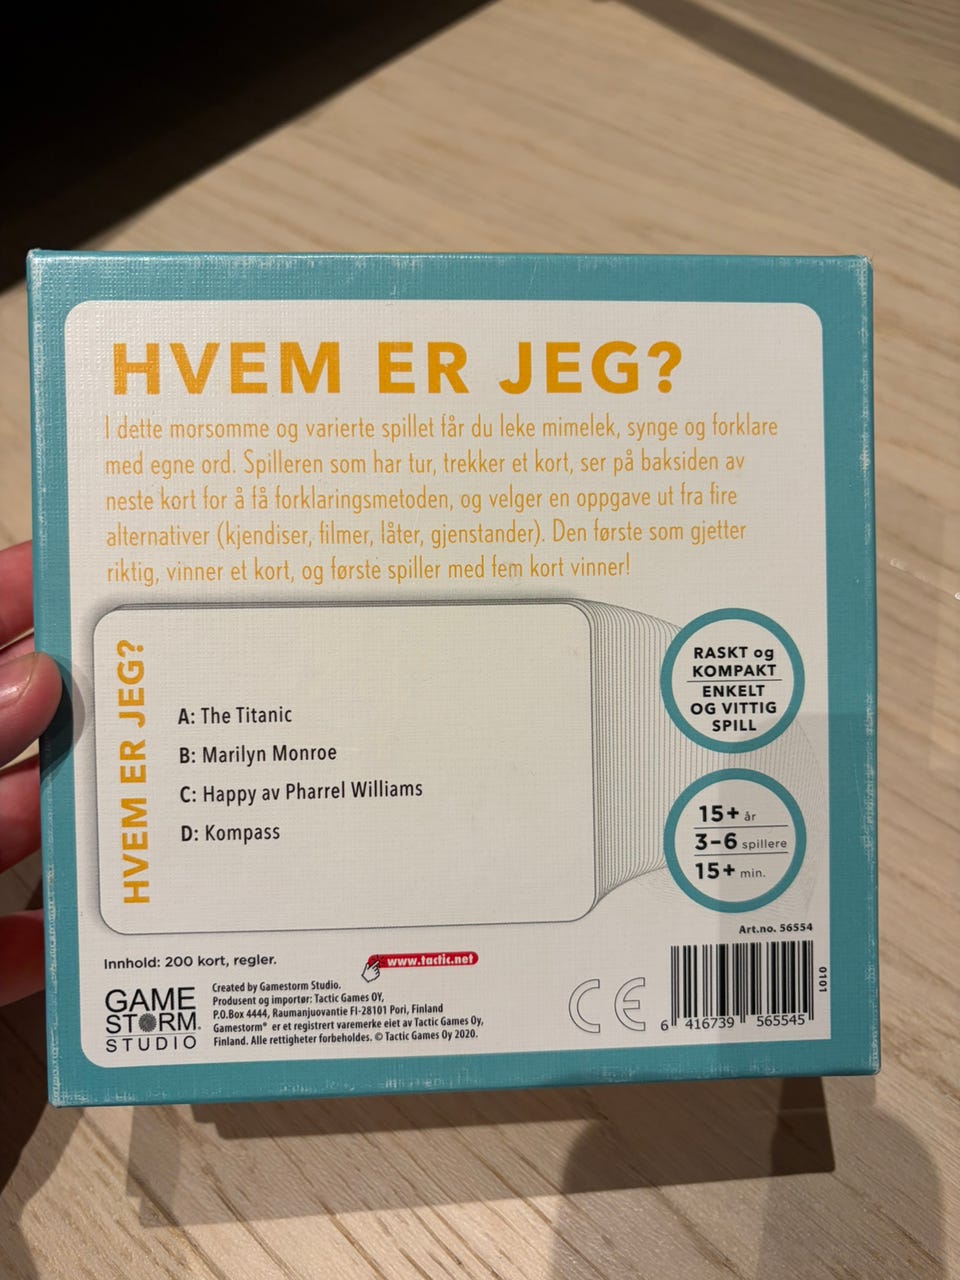 HVEM ER JEG?
I dette morsomme og varierte spillet får du leke mimelek, synge og forklare
med egne ord. Spilleren som har tur, trekker et kort, ser på baksiden av
neste kort for å få forklaringsmetoden, og velger en oppgave ut fra fire
alternativer (kjendiser, filmer, låter, gjenstander). Den første som gjetter
riktig, vinner et kort, og første spiller med fem kort vinner!
HVEM ER JEG?
A: The Titanic
B: Marilyn Monroe
C: Happy av Pharrel Williams
D: Kompass
RASKT og
KOMPAKT
ENKELT
OG VITTIG
SPILL
15+ år
3-6 spillere
15+ min.
Art.no. 56554
Innhold: 200 kort, regler.
www.tactic.net
GAME
STORM®
STUDIO
Created by Gamestorm Studio.
Produsent og importør: Tactic Games OY,
P.O.Box 4444, Raumanjuovantie FI-28101 Pori, Finland
Gamestorm® er et registrert varemerke eiet av Tactic Games Oy,
Finland. Alle rettigheter forbeholdes. © Tactic Games Oy 2020.
CE
6 416739 565545
0101